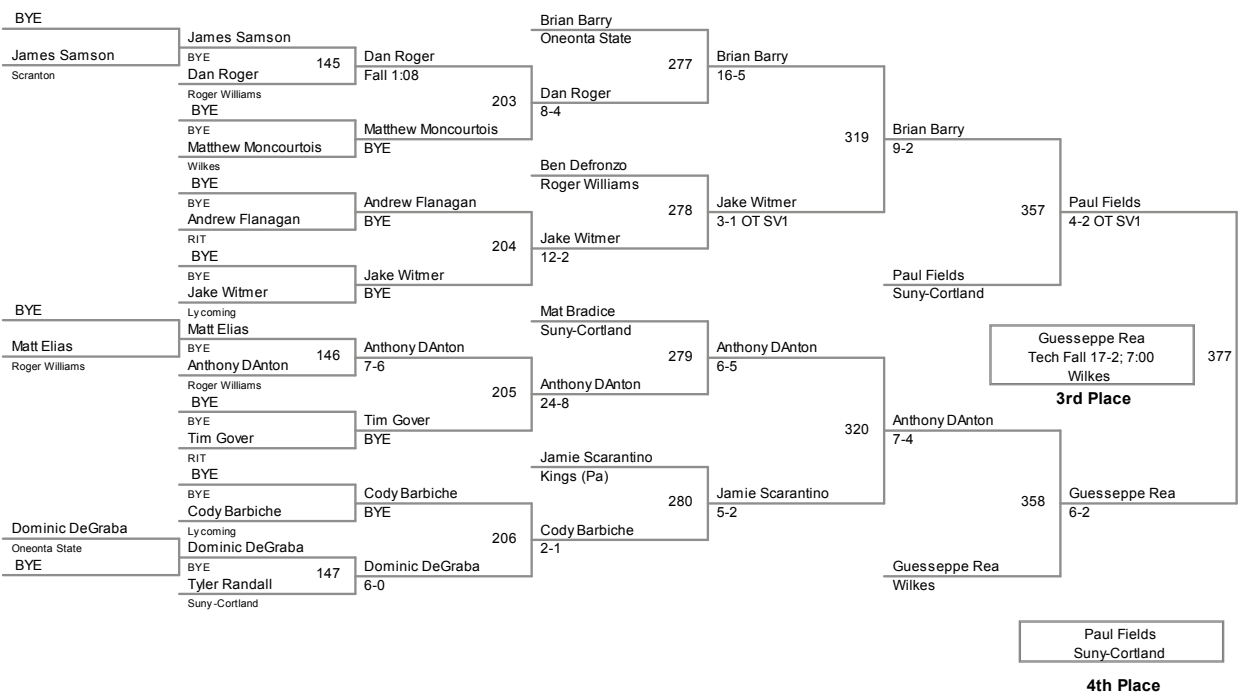 BYE
James Samson
Scranton
BYE
Matt Elias
Roger Williams
Dominic DeGraba
Oneonta State
BYE
James Samson
BYE
145
Dan Roger
Roger Williams
BYE
BYE
Matthew Moncourtois
Wilkes
BYE
BYE
Andrew Flanagan
RIT
BYE
BYE
Jake Witmer
Lycoming
Matt Elias
BYE
146
Anthony DAnton
Roger Williams
BYE
BYE
Tim Gover
RIT
BYE
BYE
Cody Barbiche
Lycoming
Dominic DeGraba
BYE
147
Tyler Randall
Suny-Cortland
Dan Roger
Fall 1:08
203
Matthew Moncourtois
BYE
Andrew Flanagan
BYE
204
Jake Witmer
BYE
Anthony DAnton
7-6
205
Tim Gover
BYE
Cody Barbiche
BYE
206
Dominic DeGraba
6-0
Brian Barry
Oneonta State
277
Dan Roger
8-4
Ben Defronzo
Roger Williams
278
Jake Witmer
12-2
Mat Bradice
Suny-Cortland
279
Anthony DAnton
24-8
Jamie Scarantino
Kings (Pa)
280
Cody Barbiche
2-1
Brian Barry
16-5
319
Jake Witmer
3-1 OT SV1
Anthony DAnton
6-5
320
Jamie Scarantino
5-2
Brian Barry
9-2
357
Paul Fields
Suny-Cortland
Anthony DAnton
7-4
358
Guesseppe Rea
Wilkes
Paul Fields
4-2 OT SV1
377
Guesseppe Rea
6-2
Guesseppe Rea
Tech Fall 17-2; 7:00
Wilkes
3rd Place
Paul Fields
Suny-Cortland
4th Place